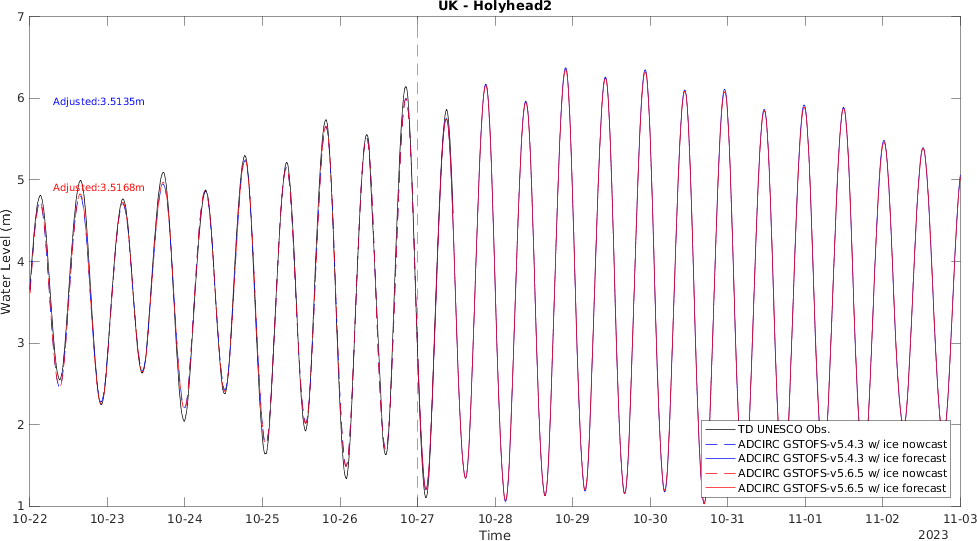 UK - Holyhead2
7
6
5
4
3
2
1
Water Level (m)
Adjusted:3.5135m
Adjusted:3.5168m
TD UNESCO Obs.
ADCIRC GSTOFS-v5.4.3 w/ ice nowcast
ADCIRC GSTOFS-v5.4.3 w/ ice forecast
ADCIRC GSTOFS-v5.6.5 w/ ice nowcast
ADCIRC GSTOFS-v5.6.5 w/ ice forecast
10-22 10-23 10-24 10-25 10-26 10-27 10-28 10-29 10-30 10-31 11-01 11-02 11-03
Time
2023